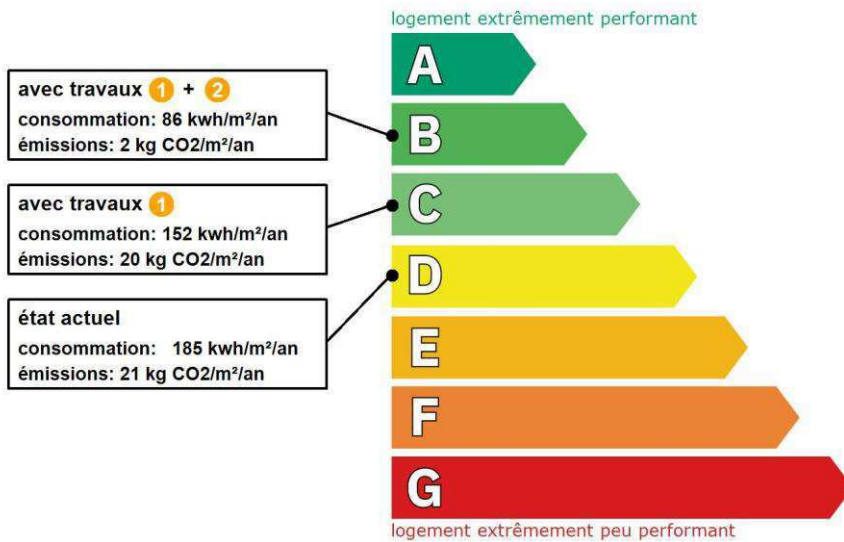 logement extrêmement performant
A
avec travaux 1 + 2
consommation: 86 kwh/m²/an
émissions: 2 kg CO2/m²/an
B
avec travaux 1
consommation: 152 kwh/m²/an
émissions: 20 kg CO2/m²/an
C
état actuel
consommation: 185 kwh/m²/an
émissions: 21 kg CO2/m²/an
D
E
F
G
logement extrêmement peu performant